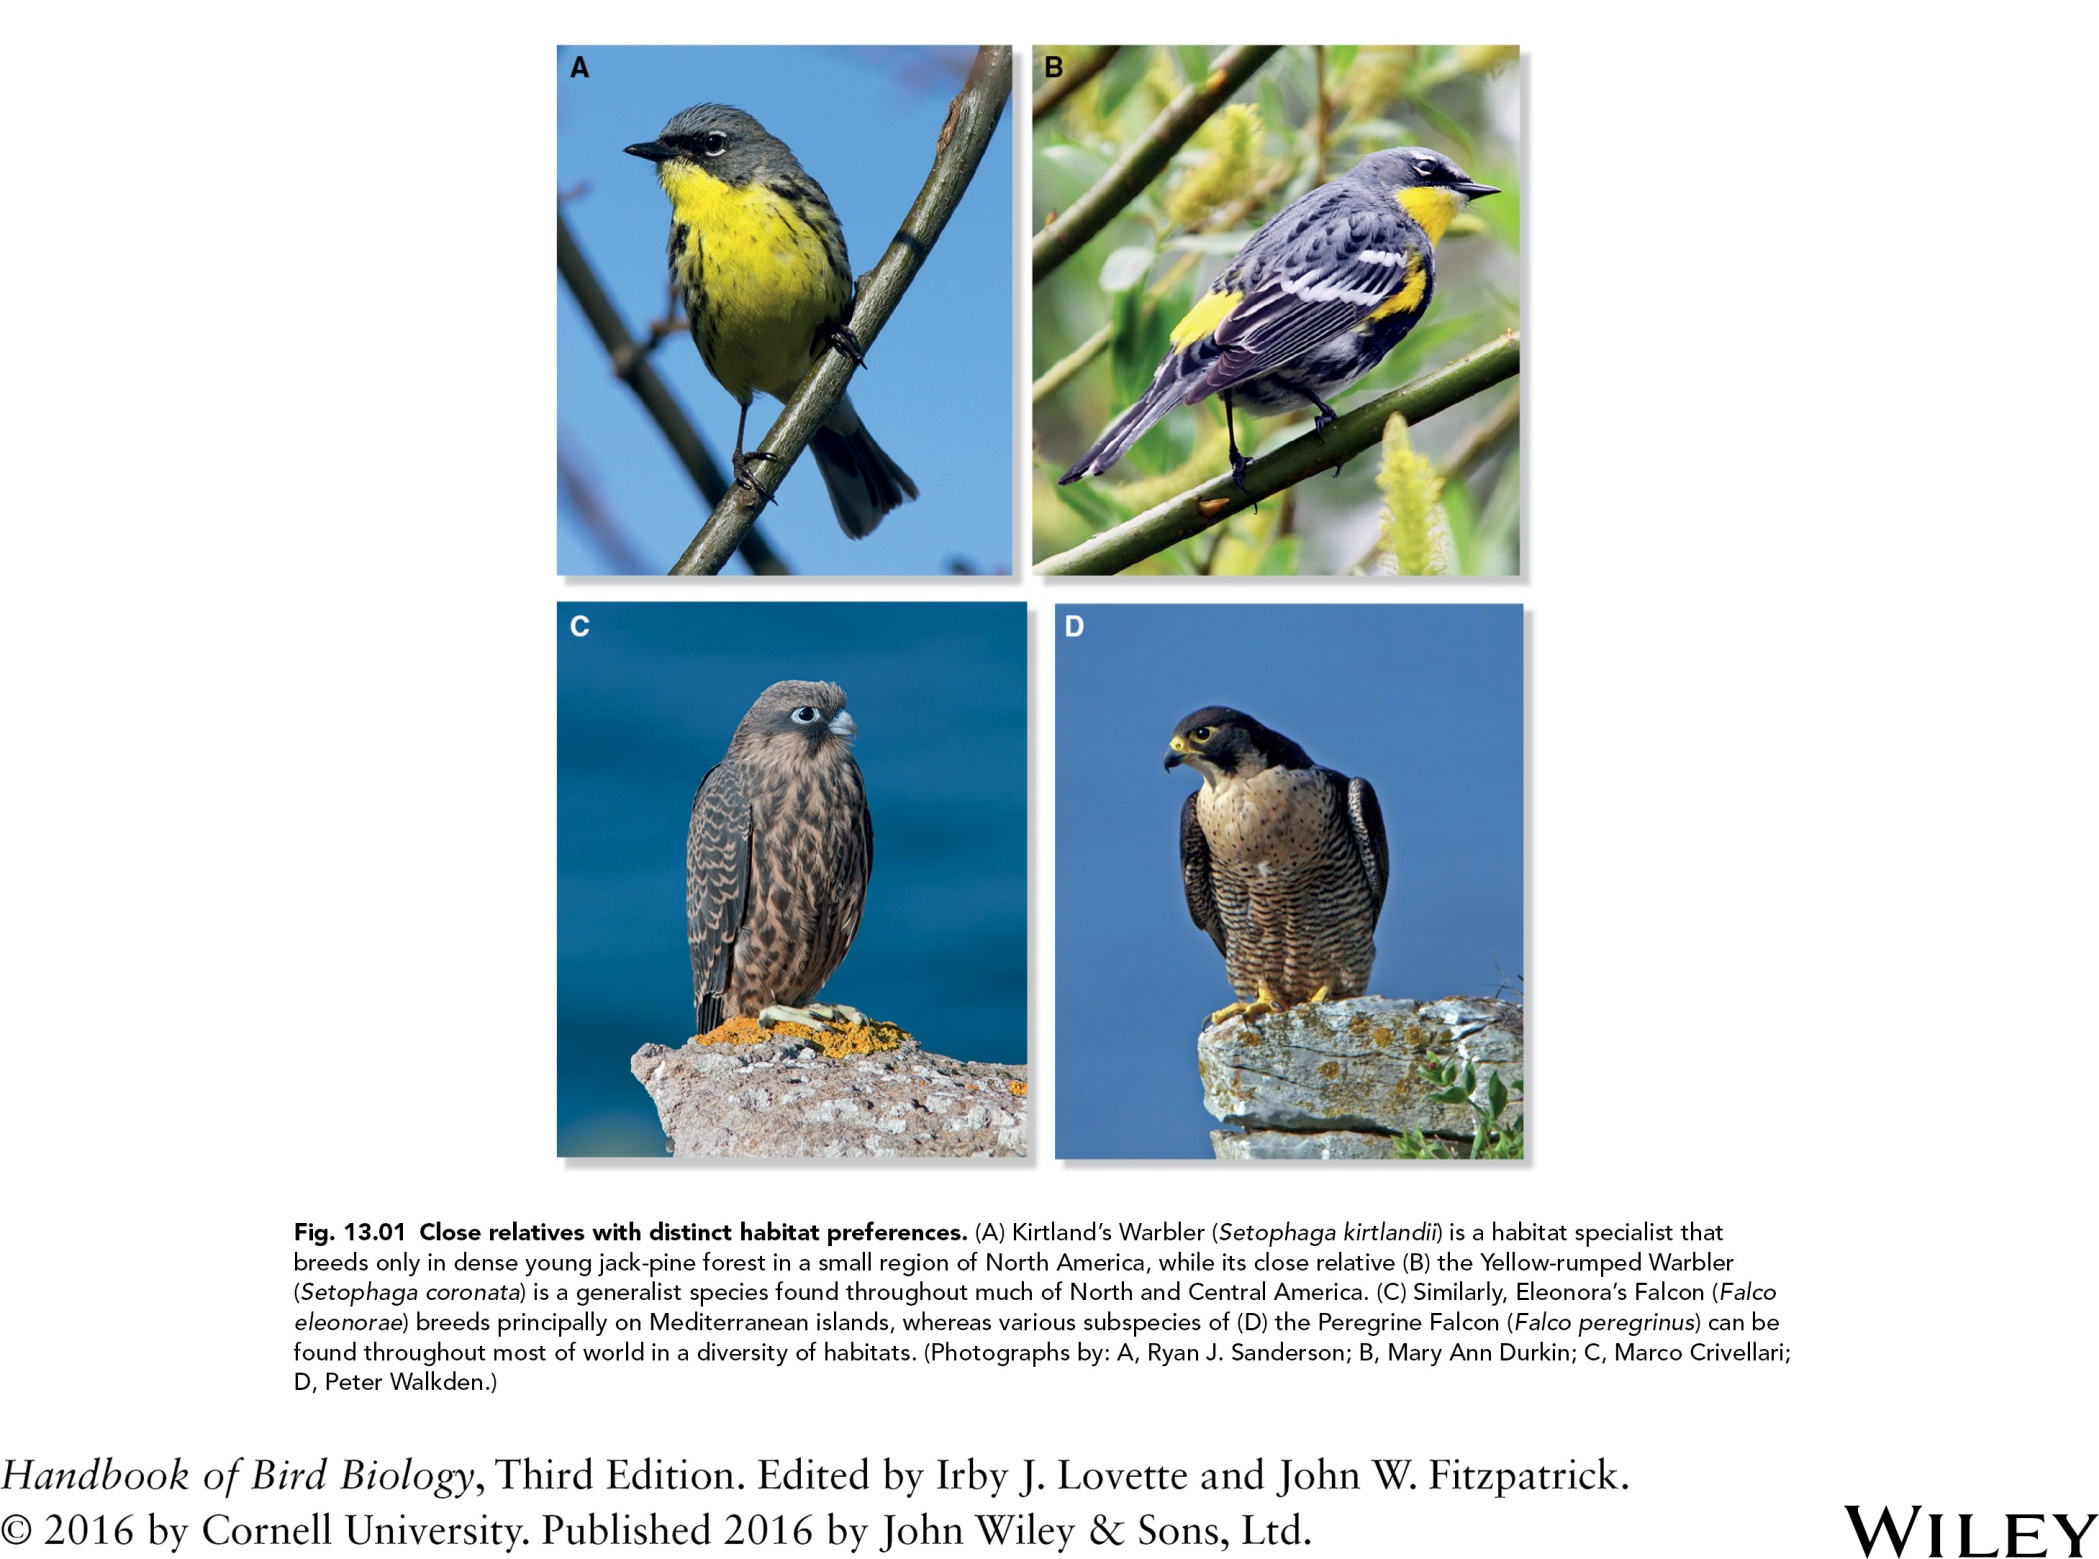 A
B
C
D
Fig. 13.01 Close relatives with distinct habitat preferences. (A) Kirtland’s Warbler (Setophaga kirtlandii) is a habitat specialist that
breeds only in dense young jack-pine forest in a small region of North America, while its close relative (B) the Yellow-rumped Warbler
(Setophaga coronata) is a generalist species found throughout much of North and Central America. (C) Similarly, Eleonora’s Falcon (Falco
eleonorae) breeds principally on Mediterranean islands, whereas various subspecies of (D) the Peregrine Falcon (Falco peregrinus) can be
found throughout most of world in a diversity of habitats. (Photographs by: A, Ryan J. Sanderson; B, Mary Ann Durkin; C, Marco Crivellari;
D, Peter Walkden.)
Handbook of Bird Biology, Third Edition. Edited by Irby J. Lovette and John W. Fitzpatrick.
© 2016 by Cornell University. Published 2016 by John Wiley & Sons, Ltd.
WILEY